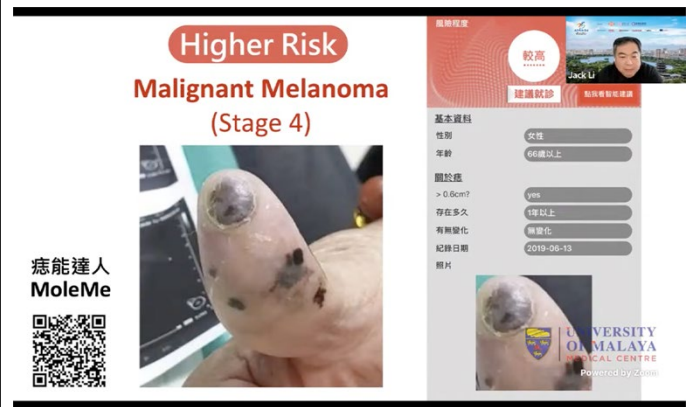 Higher Risk
Malignant Melanoma
(Stage 4)
痣能達人
MoleMe
風險程度
較高
建議就診
點我看智能建議
Jack Li
基本資料
性別
女性
年齡
66歲以上
關於痣
> 0.6cm?
yes
存在多久
1年以上
有無變化
無變化
紀錄日期
2019-06-13
照片
UNIVERSITY
OF MALAYA
MEDICAL CENTRE
Powered by Zoom